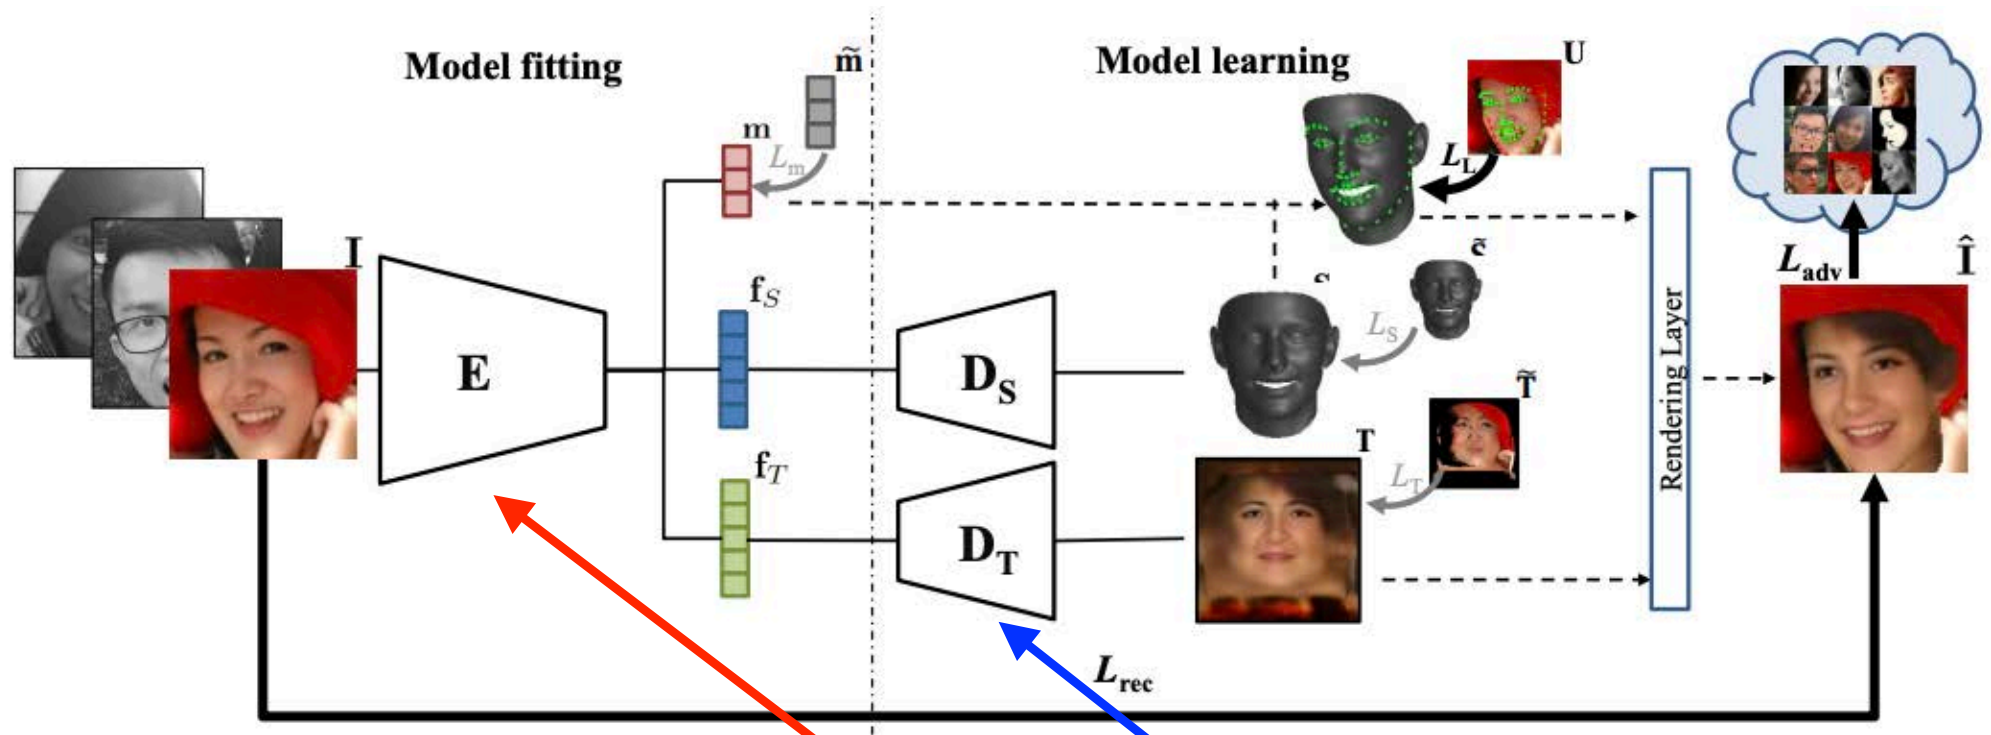 Model fitting
Model learning
m̃
U
m
L_m
L_L
I
f_S
L_adv
Î
S̃
S
L_S
E
D_S
Rendering Layer
T̃
f_T
T
L_T
D_T
L_rec